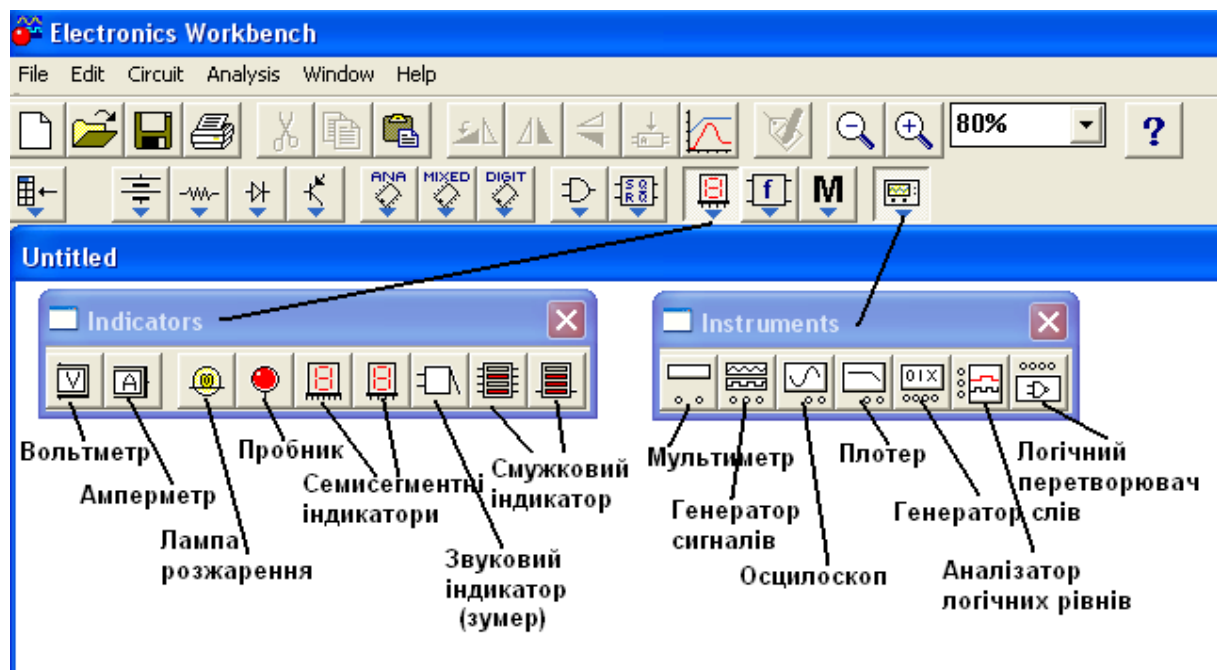 Electronics Workbench
File Edit Circuit Analysis Window Help
80% ?
ANA MIXED DIGIT
S Q
R Q
f M
Untitled
Indicators
Instruments
V A
01X
Вольтметр
Амперметр
Лампа
розжарення
Пробник
Семисегментні
індикатори
Звуковий
індикатор
(зумер)
Смужковий
індикатор
Мультиметр
Генератор
сигналів
Осцилоскоп
Плотер
Генератор слів
Аналізатор
логічних рівнів
Логічний
перетворювач